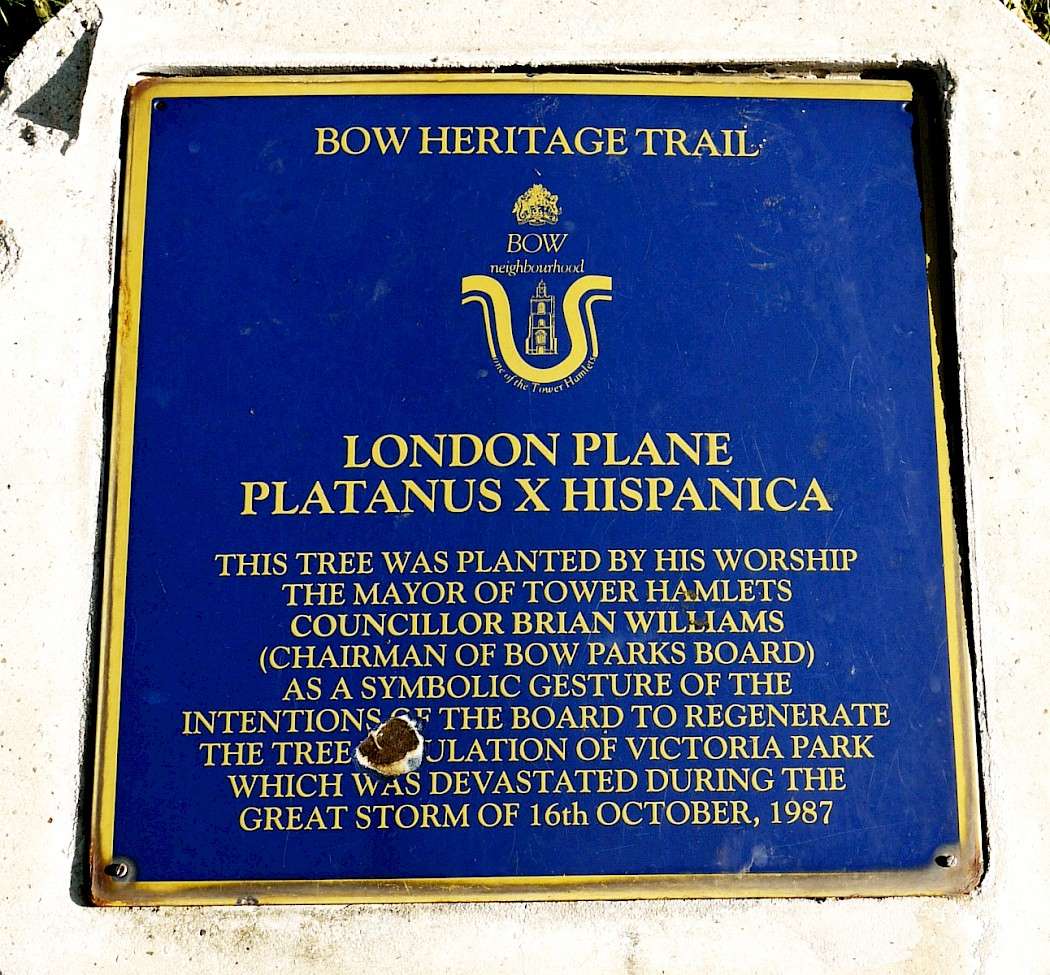 BOW HERITAGE TRAIL
BOW
neighbourhood
one of the Tower Hamlets
LONDON PLANE
PLATANUS X HISPANICA
THIS TREE WAS PLANTED BY HIS WORSHIP
THE MAYOR OF TOWER HAMLETS
COUNCILLOR BRIAN WILLIAMS
(CHAIRMAN OF BOW PARKS BOARD)
AS A SYMBOLIC GESTURE OF THE
INTENTIONS OF THE BOARD TO REGENERATE
THE TREE ULATION OF VICTORIA PARK
WHICH WAS DEVASTATED DURING THE
GREAT STORM OF 16th OCTOBER, 1987